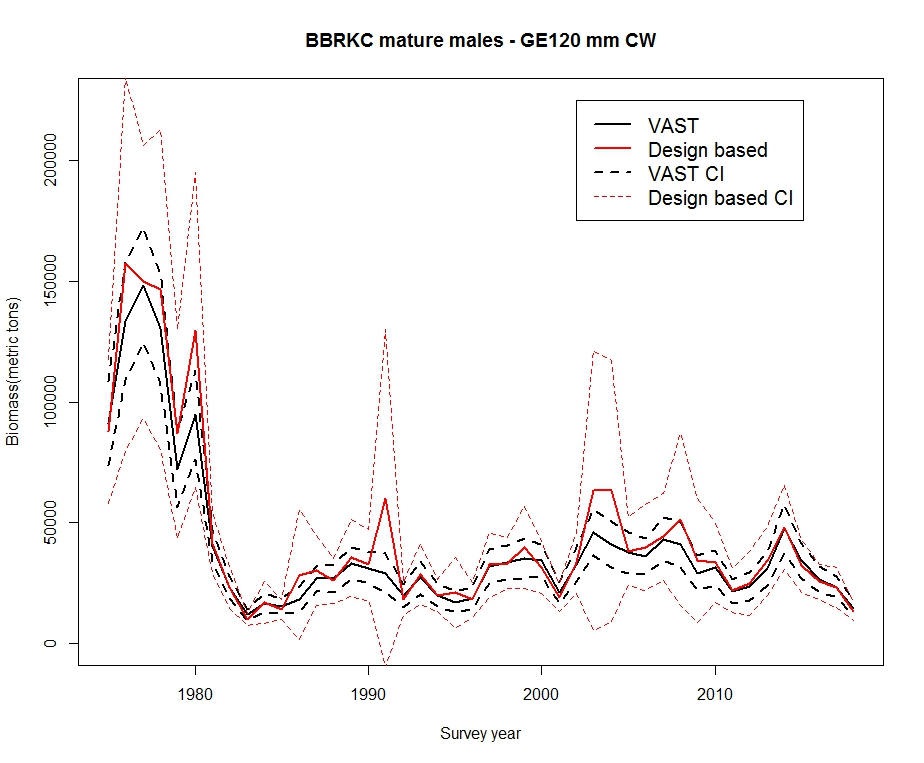 BBRKC mature males - GE120 mm CW
VAST
Design based
VAST CI
Design based CI
Biomass(metric tons)
200000
150000
100000
50000
0
1980 1990 2000 2010
Survey year